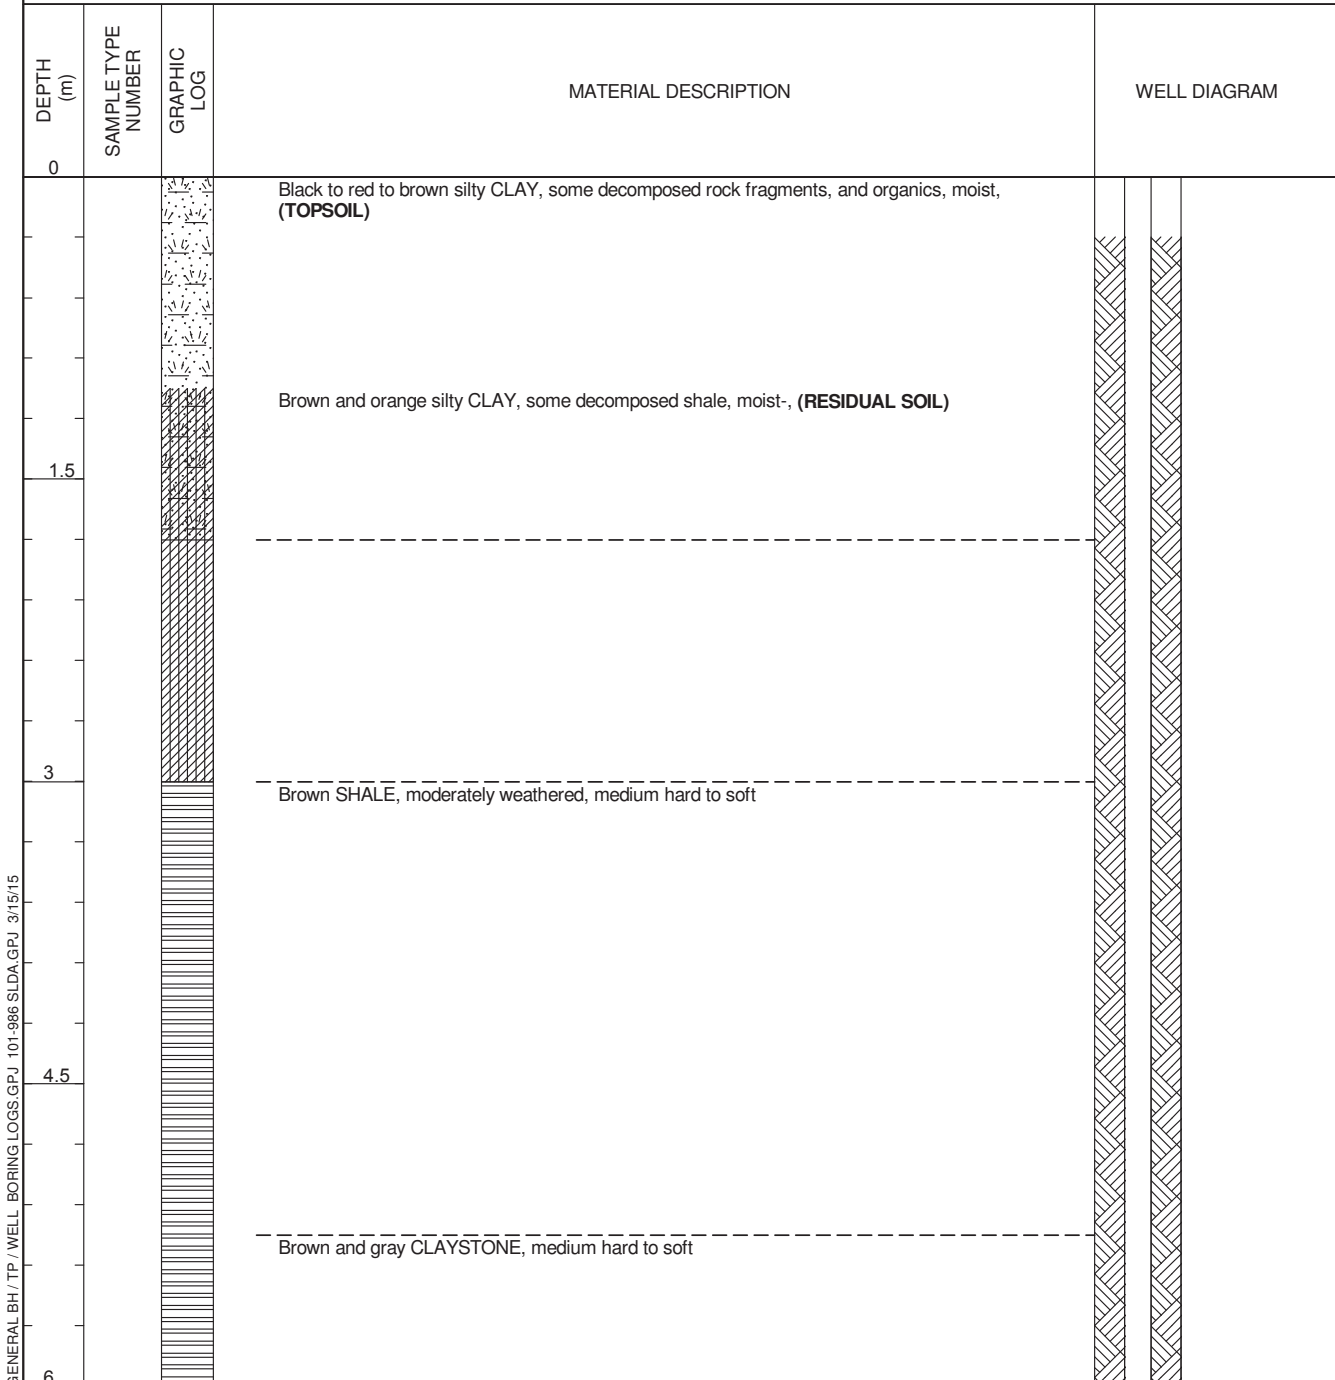 DEPTH
(m)
SAMPLE TYPE
NUMBER
GRAPHIC
LOG
MATERIAL DESCRIPTION
WELL DIAGRAM
0
Black to red to brown silty CLAY, some decomposed rock fragments, and organics, moist,
(TOPSOIL)
Brown and orange silty CLAY, some decomposed shale, moist-, (RESIDUAL SOIL)
1.5
3
Brown SHALE, moderately weathered, medium hard to soft
4.5
Brown and gray CLAYSTONE, medium hard to soft
6
GENERAL BH / TP / WELL BORING LOGS.GPJ 101-986 SLDA.GPJ 3/15/15